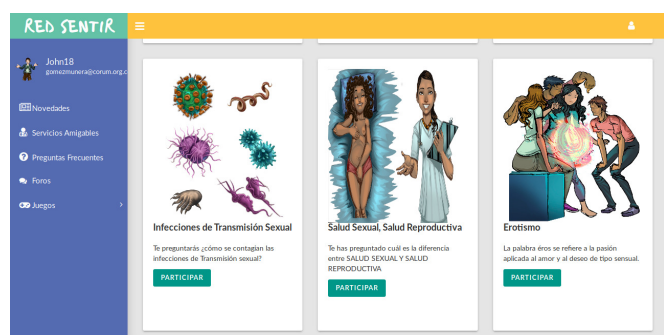 RED SENTIR
John18
gomezmunera@corum.org.c
Novedades
Servicios Amigables
Preguntas Frecuentes
Foros
Juegos
Infecciones de Transmisión Sexual
Te preguntarás ¿cómo se contagian las
infecciones de Transmisión sexual?
PARTICIPAR
Salud Sexual, Salud Reproductiva
Te has preguntado cuál es la diferencia
entre SALUD SEXUAL Y SALUD
REPRODUCTIVA
PARTICIPAR
Erotismo
La palabra éros se refiere a la pasión
aplicada al amor y al deseo de tipo sensual.
PARTICIPAR